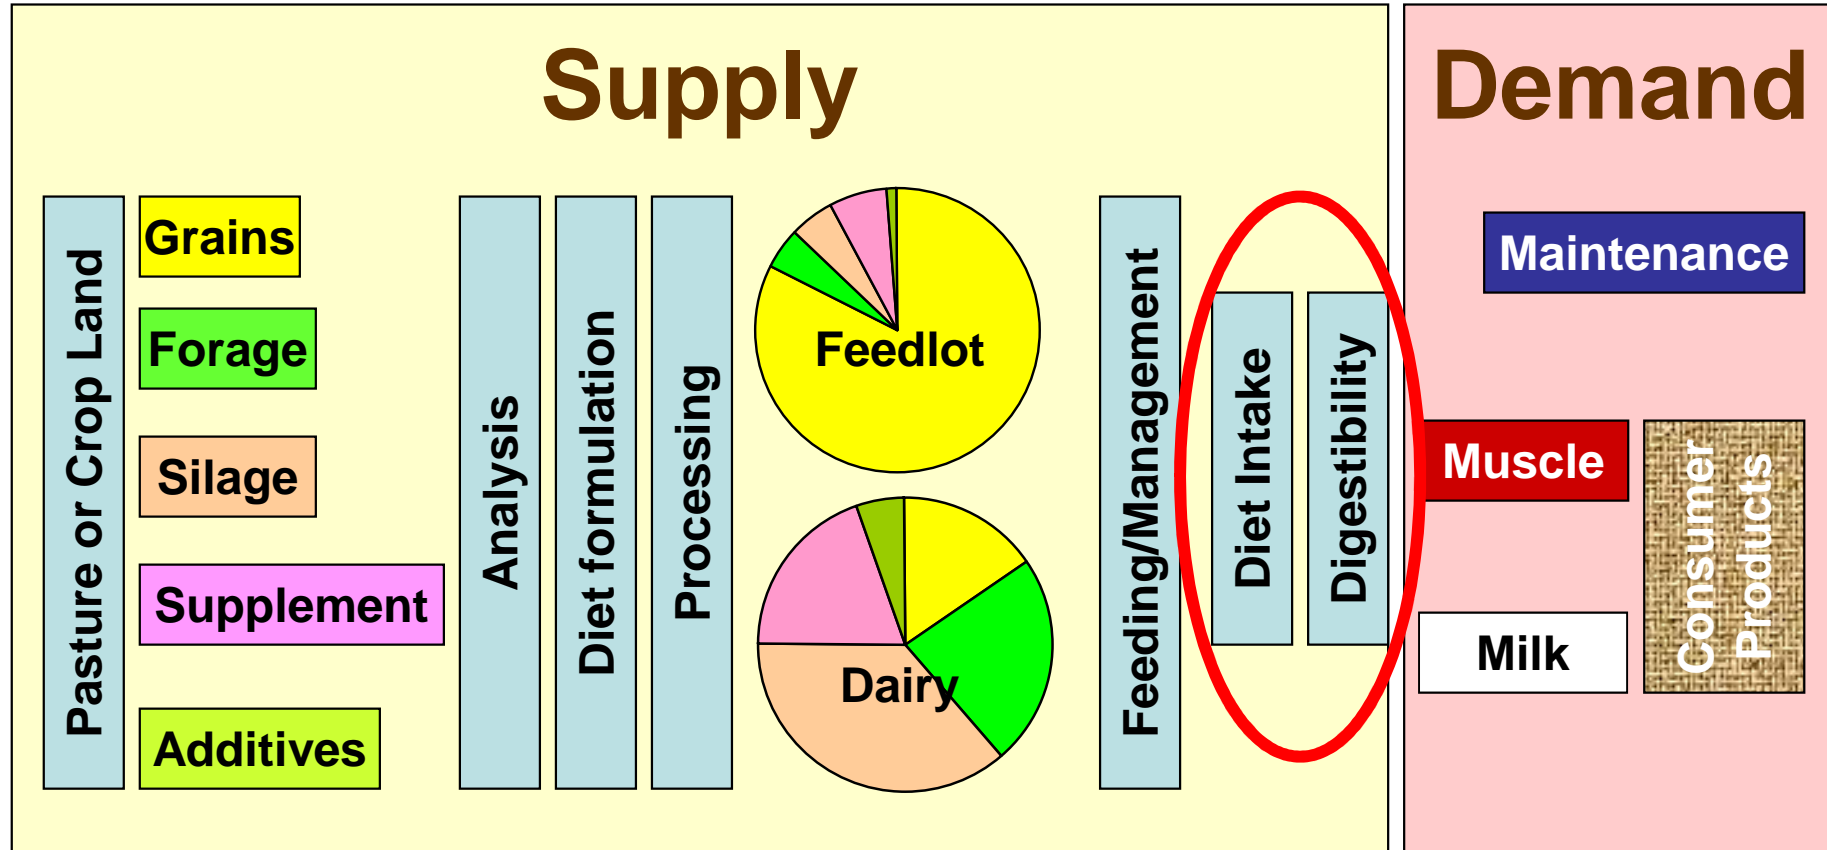 Supply
Demand
Pasture or Crop Land
Grains
Forage
Silage
Supplement
Additives
Analysis
Diet formulation
Processing
Feedlot
Dairy
Feeding/Management
Diet Intake
Digestibility
Maintenance
Muscle
Milk
Consumer
Products